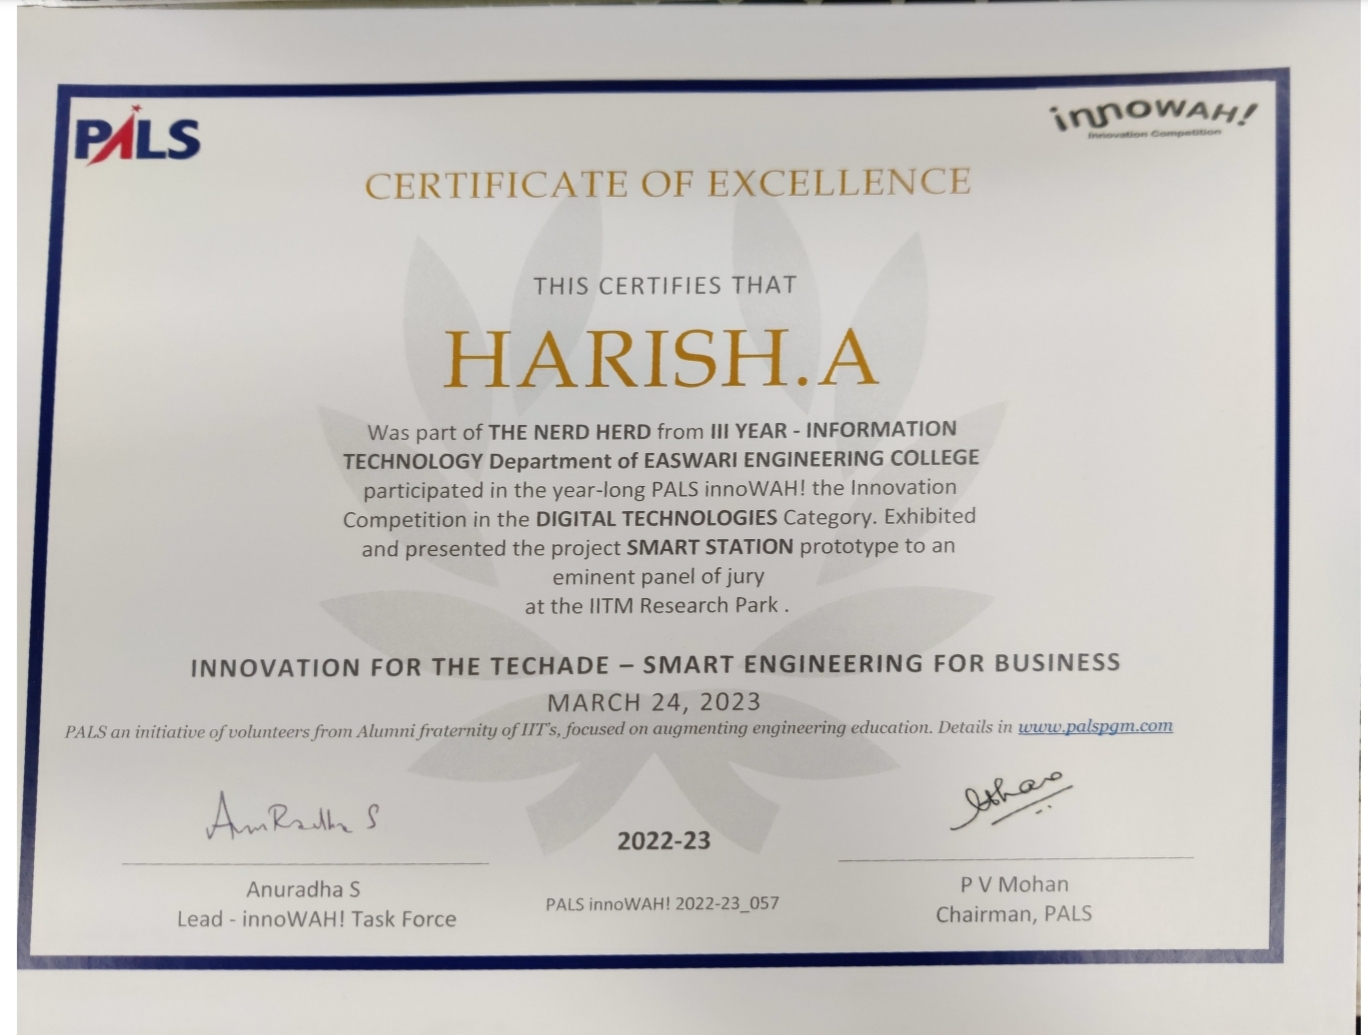 PALS
innOWAH!
Innovation Competition
CERTIFICATE OF EXCELLENCE
THIS CERTIFIES THAT
HARISH.A
Was part of THE NERD HERD from III YEAR - INFORMATION
TECHNOLOGY Department of EASWARI ENGINEERING COLLEGE
participated in the year-long PALS innoWAH! the Innovation
Competition in the DIGITAL TECHNOLOGIES Category. Exhibited
and presented the project SMART STATION prototype to an
eminent panel of jury
at the IITM Research Park .
INNOVATION FOR THE TECHADE – SMART ENGINEERING FOR BUSINESS
MARCH 24, 2023
PALS an initiative of volunteers from Alumni fraternity of IIT's, focused on augmenting engineering education. Details in www.palspgm.com
AnuRadha S
2022-23
Anuradha S
P V Mohan
Lead - innoWAH! Task Force
PALS innoWAH! 2022-23_057
Chairman, PALS